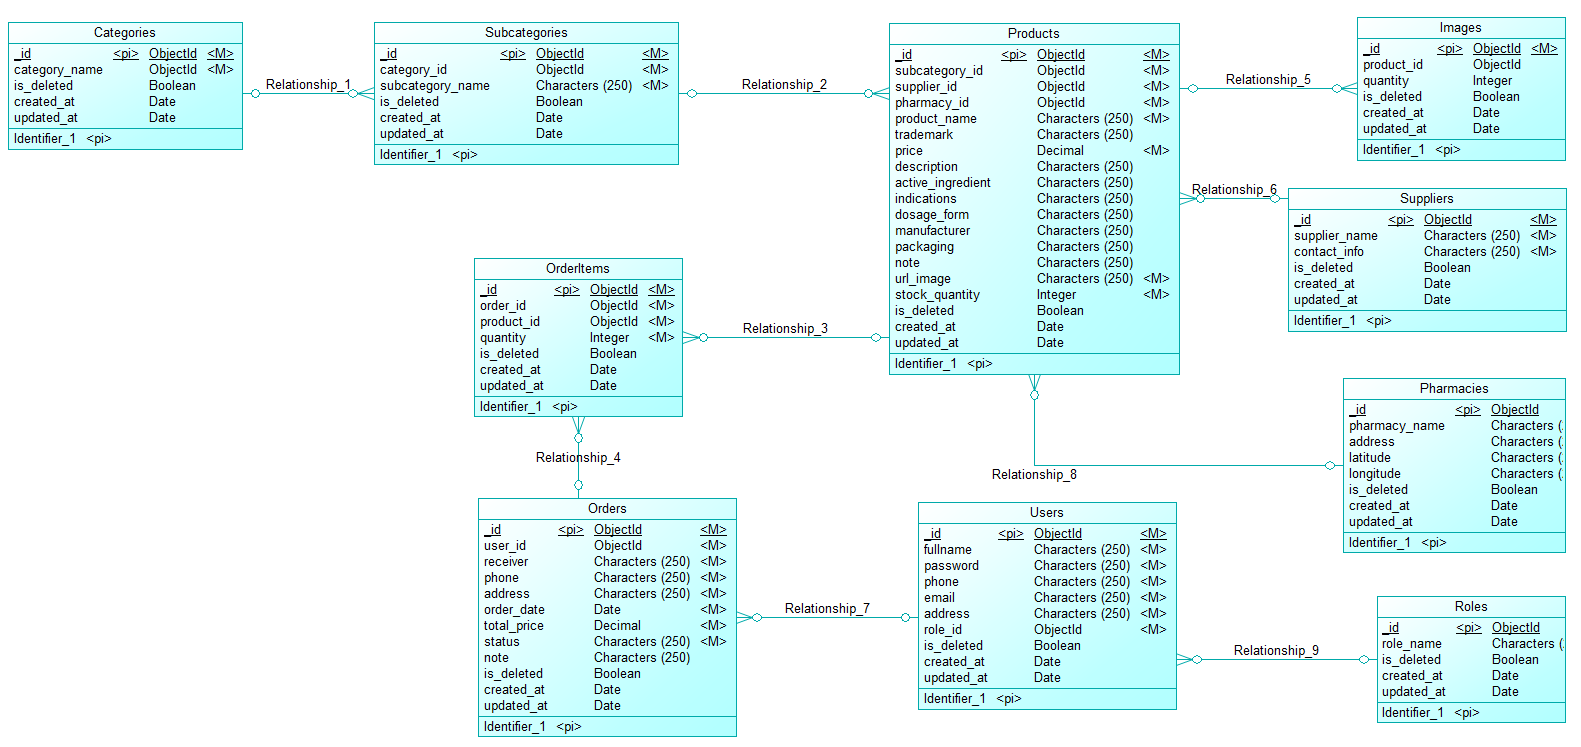 Categories
_id <pi> ObjectId <M>
category_name ObjectId <M>
is_deleted Boolean
created_at Date
updated_at Date
Identifier_1 <pi>
Relationship_1
Subcategories
_id <pi> ObjectId <M>
category_id ObjectId <M>
subcategory_name Characters (250) <M>
is_deleted Boolean
created_at Date
updated_at Date
Identifier_1 <pi>
Relationship_2
Products
_id <pi> ObjectId <M>
subcategory_id ObjectId <M>
supplier_id ObjectId <M>
pharmacy_id ObjectId <M>
product_name Characters (250) <M>
trademark Characters (250)
price Decimal <M>
description Characters (250)
active_ingredient Characters (250)
indications Characters (250)
dosage_form Characters (250)
manufacturer Characters (250)
packaging Characters (250)
note Characters (250)
url_image Characters (250) <M>
stock_quantity Integer <M>
is_deleted Boolean
created_at Date
updated_at Date
Identifier_1 <pi>
Relationship_5
Images
_id <pi> ObjectId <M>
product_id ObjectId
quantity Integer
is_deleted Boolean
created_at Date
updated_at Date
Identifier_1 <pi>
Relationship_6
Suppliers
_id <pi> ObjectId <M>
supplier_name Characters (250) <M>
contact_info Characters (250) <M>
is_deleted Boolean
created_at Date
updated_at Date
Identifier_1 <pi>
OrderItems
_id <pi> ObjectId <M>
order_id ObjectId <M>
product_id ObjectId <M>
quantity Integer <M>
is_deleted Boolean
created_at Date
updated_at Date
Identifier_1 <pi>
Relationship_3
Relationship_4
Relationship_8
Pharmacies
_id <pi> ObjectId
pharmacy_name Characters (
address Characters (
latitude Characters (
longitude Characters (
is_deleted Boolean
created_at Date
updated_at Date
Identifier_1 <pi>
Orders
_id <pi> ObjectId <M>
user_id ObjectId <M>
receiver Characters (250) <M>
phone Characters (250) <M>
address Characters (250) <M>
order_date Date <M>
total_price Decimal <M>
status Characters (250) <M>
note Characters (250)
is_deleted Boolean
created_at Date
updated_at Date
Identifier_1 <pi>
Relationship_7
Users
_id <pi> ObjectId <M>
fullname Characters (250) <M>
password Characters (250) <M>
phone Characters (250) <M>
email Characters (250) <M>
address Characters (250) <M>
role_id ObjectId <M>
is_deleted Boolean
created_at Date
updated_at Date
Identifier_1 <pi>
Relationship_9
Roles
_id <pi> ObjectId
role_name Characters (
is_deleted Boolean
created_at Date
updated_at Date
Identifier_1 <pi>